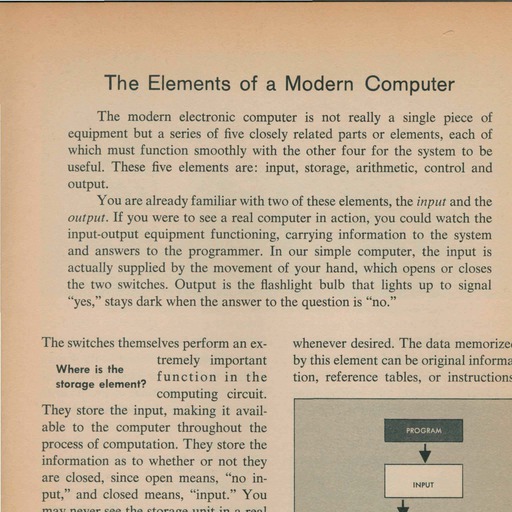 The Elements of a Modern Computer
The modern electronic computer is not really a single piece of
equipment but a series of five closely related parts or elements, each of
which must function smoothly with the other four for the system to be
useful. These five elements are: input, storage, arithmetic, control and
output.
You are already familiar with two of these elements, the input and the
output. If you were to see a real computer in action, you could watch the
input-output equipment functioning, carrying information to the system
and answers to the programmer. In our simple computer, the input is
actually supplied by the movement of your hand, which opens or closes
the two switches. Output is the flashlight bulb that lights up to signal
“yes,” stays dark when the answer to the question is “no.”
The switches themselves perform an ex-
tremely important
Where is the
storage element?
function in the
computing circuit.
They store the input, making it avail-
able to the computer throughout the
process of computation. They store the
information as to whether or not they
are closed, since open means, “no in-
put,” and closed means, “input.” You
may never see the storage unit in a real
whenever desired. The data memorize
by this element can be original informa
tion, reference tables, or instructions
PROGRAM
INPUT